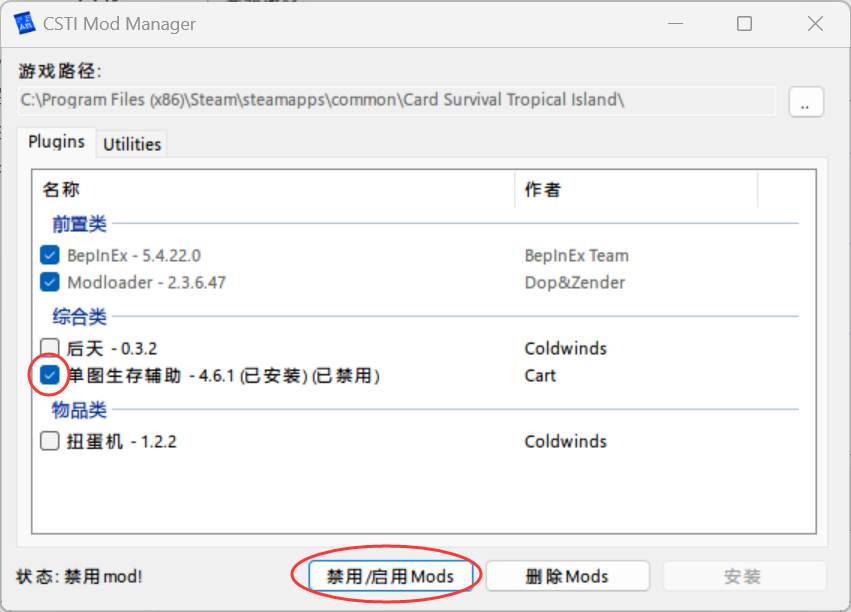 CSTI Mod Manager
游戏路径:
C:\Program Files (x86)\Steam\steamapps\common\Card Survival Tropical Island\
..
Plugins Utilities
名称 作者
前置类
BepInEx - 5.4.22.0 BepInEx Team
Modloader - 2.3.6.47 Dop&Zender
综合类
后天 - 0.3.2 Coldwinds
单图生存辅助 - 4.6.1 (已安装) (已禁用) Cart
物品类
扭蛋机 - 1.2.2 Coldwinds
状态: 禁用mod! 禁用/启用Mods 删除Mods 安装